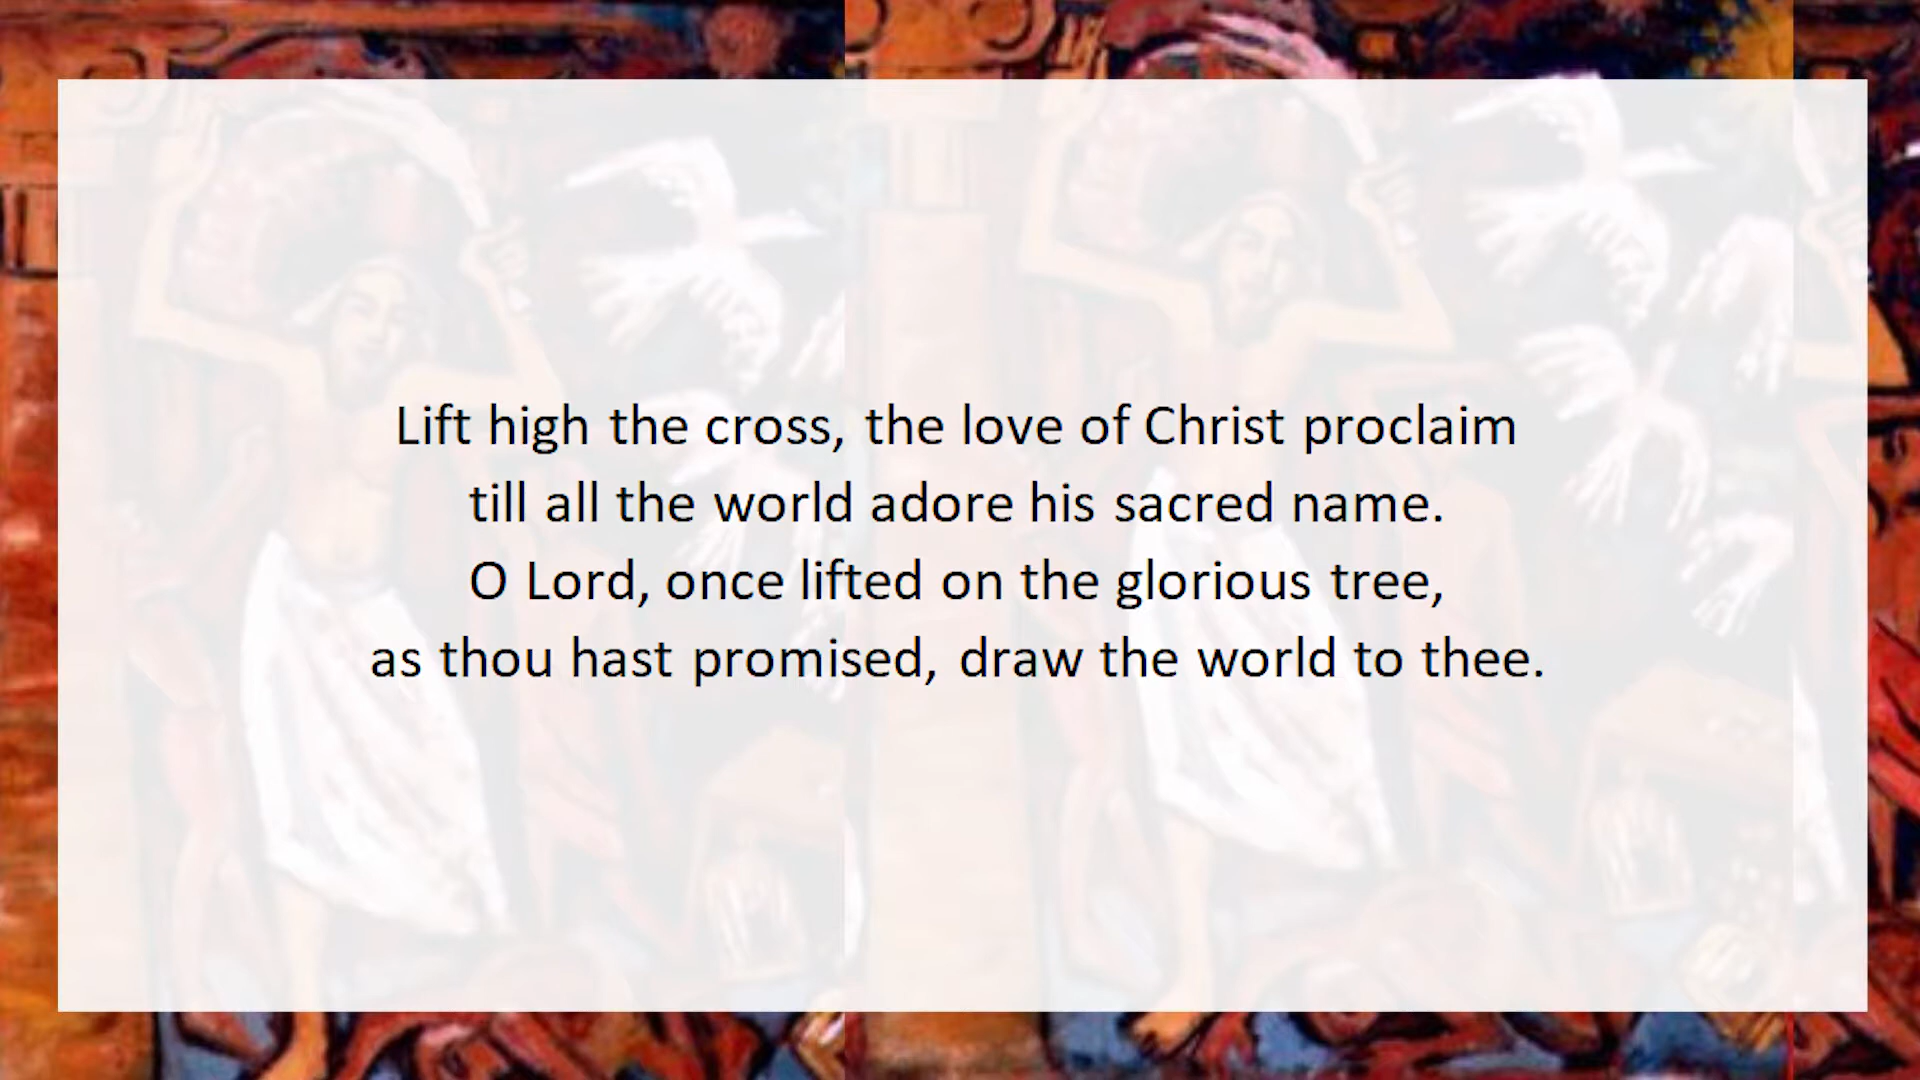 Lift high the cross, the love of Christ proclaim
till all the world adore his sacred name.
O Lord, once lifted on the glorious tree,
as thou hast promised, draw the world to thee.